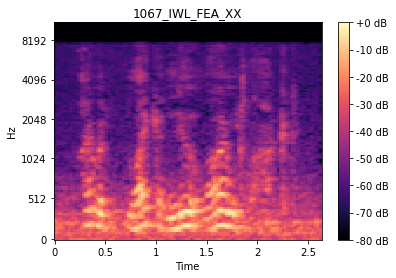 1067_IWL_FEA_XX
+0 dB
8192
-10 dB
4096
-20 dB
-30 dB
2048
-40 dB
Hz
1024
-50 dB
512
-60 dB
-70 dB
0
-80 dB
0 0.5 1 1.5 2 2.5
Time